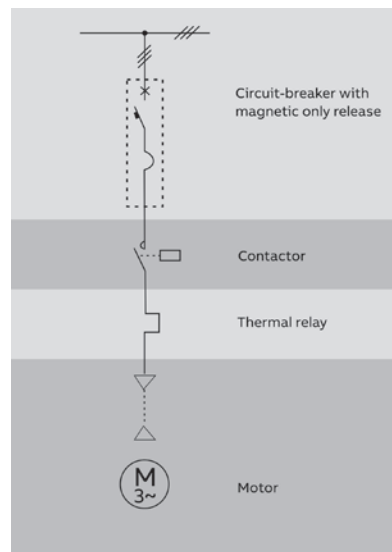 Circuit-breaker with
magnetic only release
Contactor
Thermal relay
M
3~
Motor